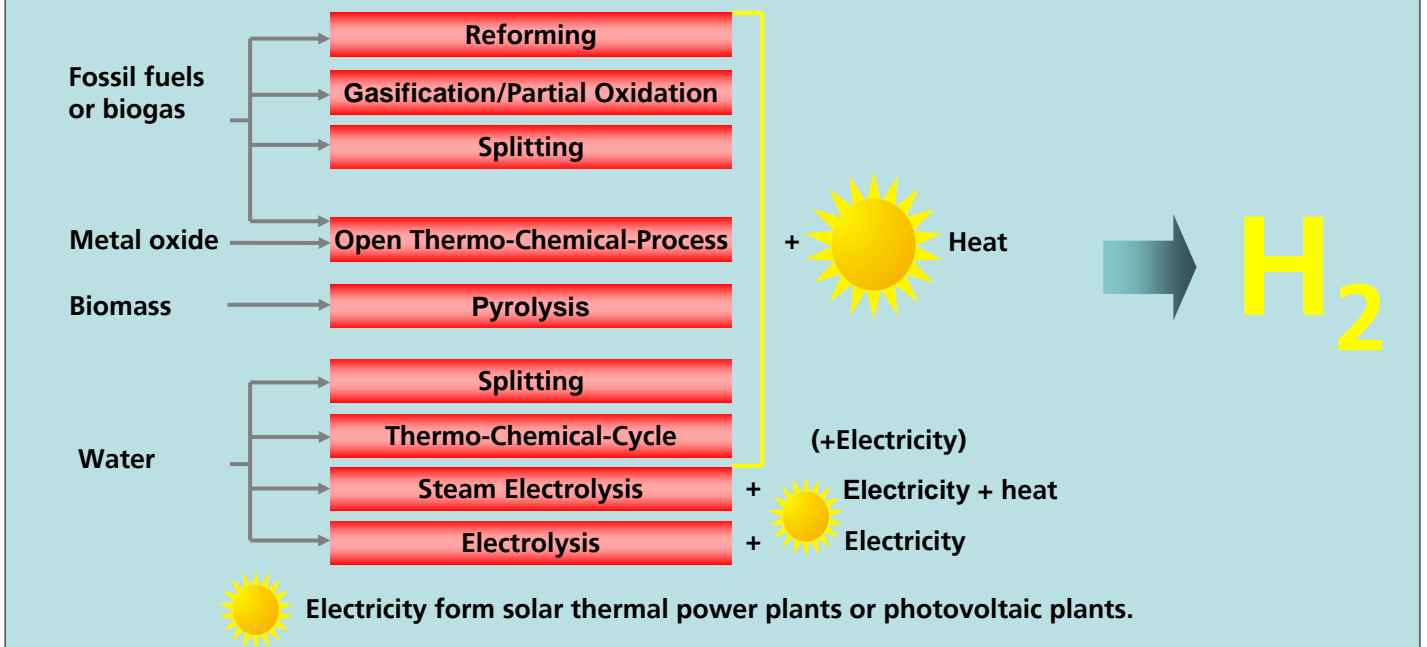 Reforming
Fossil fuels
or biogas
Gasification/Partial Oxidation
Splitting
Metal oxide
Open Thermo-Chemical-Process
+
Heat
H2
Biomass
Pyrolysis
Splitting
Water
Thermo-Chemical-Cycle
(+Electricity)
Steam Electrolysis
+
Electricity + heat
Electrolysis
+
Electricity
Electricity form solar thermal power plants or photovoltaic plants.